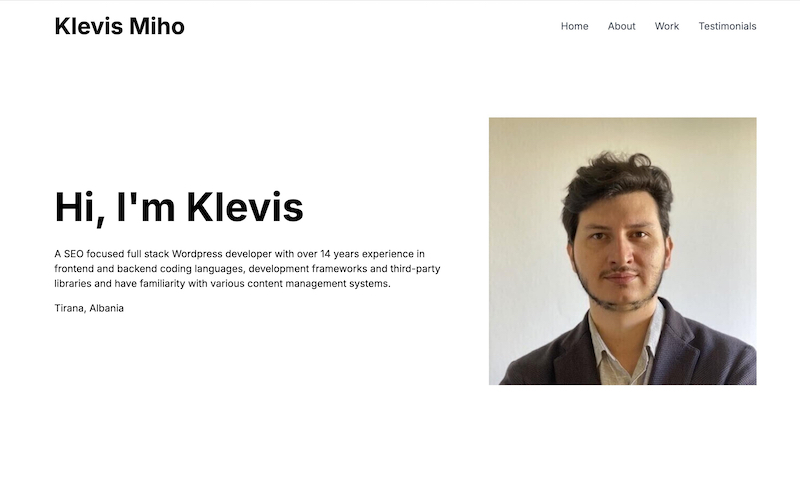 Klevis Miho
Home About Work Testimonials
Hi, I'm Klevis
A SEO focused full stack Wordpress developer with over 14 years experience in
frontend and backend coding languages, development frameworks and third-party
libraries and have familiarity with various content management systems.
Tirana, Albania